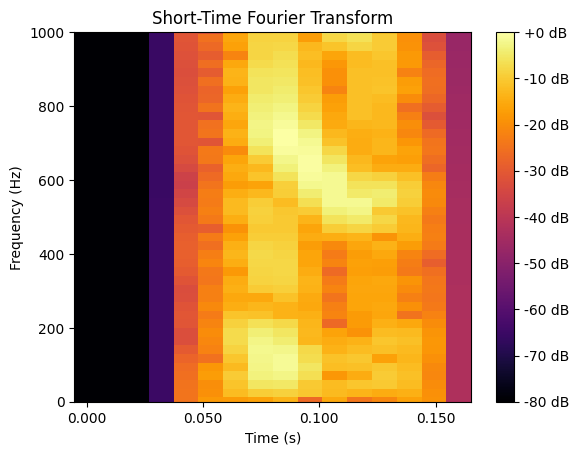 Short-Time Fourier Transform
1000
800
600
400
200
0
Frequency (Hz)
0.000
0.050
0.100
0.150
Time (s)
+0 dB
-10 dB
-20 dB
-30 dB
-40 dB
-50 dB
-60 dB
-70 dB
-80 dB